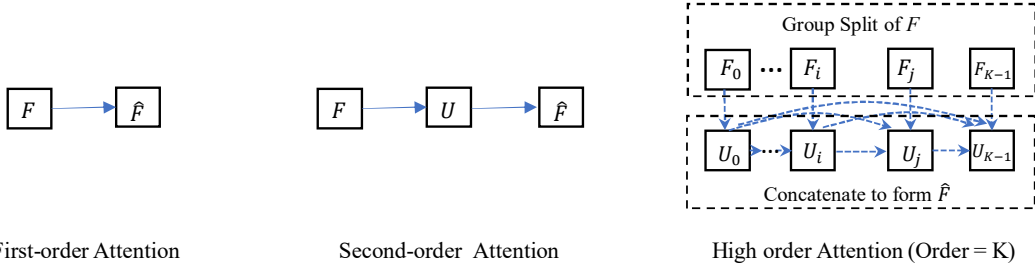 F F̂
First-order Attention
F U F̂
Second-order Attention
Group Split of F
F₀ ··· Fᵢ Fⱼ F_{K−1}
U₀ ··· Uᵢ Uⱼ U_{K−1}
Concatenate to form F̂
High order Attention (Order = K)